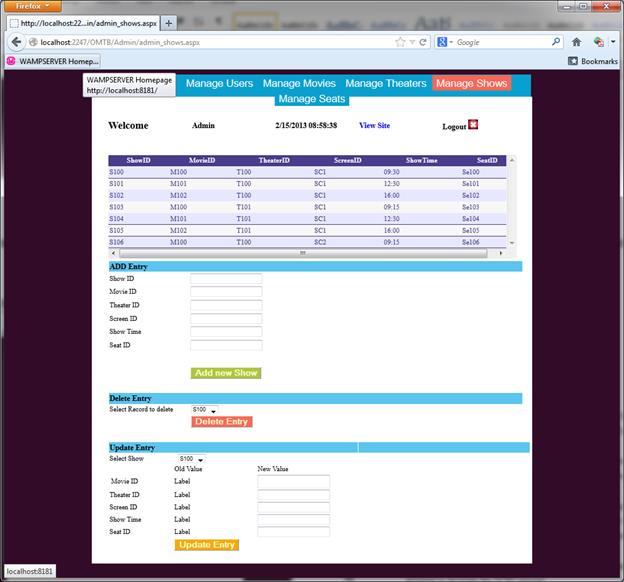 Firefox
http://localhost:22...in/admin_shows.aspx
localhost:2247/OMTB/Admin/admin_shows.aspx
Google
WAMPSERVER Homep...
Bookmarks
WAMPSERVER Homepage
http://localhost:8181/
Manage Users Manage Movies Manage Theaters Manage Shows
Manage Seats
Welcome Admin 2/15/2013 08:58:38 View Site Logout
ShowID MovieID TheaterID ScreenID ShowTime SeatID
S100 M100 T100 SC1 09:30 Se100
S101 M101 T100 SC1 12:30 Se101
S102 M102 T100 SC1 16:00 Se102
S103 M100 T101 SC1 09:15 Se103
S104 M101 T101 SC1 12:30 Se104
S105 M102 T101 SC1 16:00 Se105
S106 M100 T100 SC2 09:15 Se106
ADD Entry
Show ID
Movie ID
Theater ID
Screen ID
Show Time
Seat ID
Add new Show
Delete Entry
Select Record to delete S100
Delete Entry
Update Entry
Select Show S100
Old Value New Value
Movie ID Label
Theater ID Label
Screen ID Label
Show Time Label
Seat ID Label
Update Entry
localhost:8181